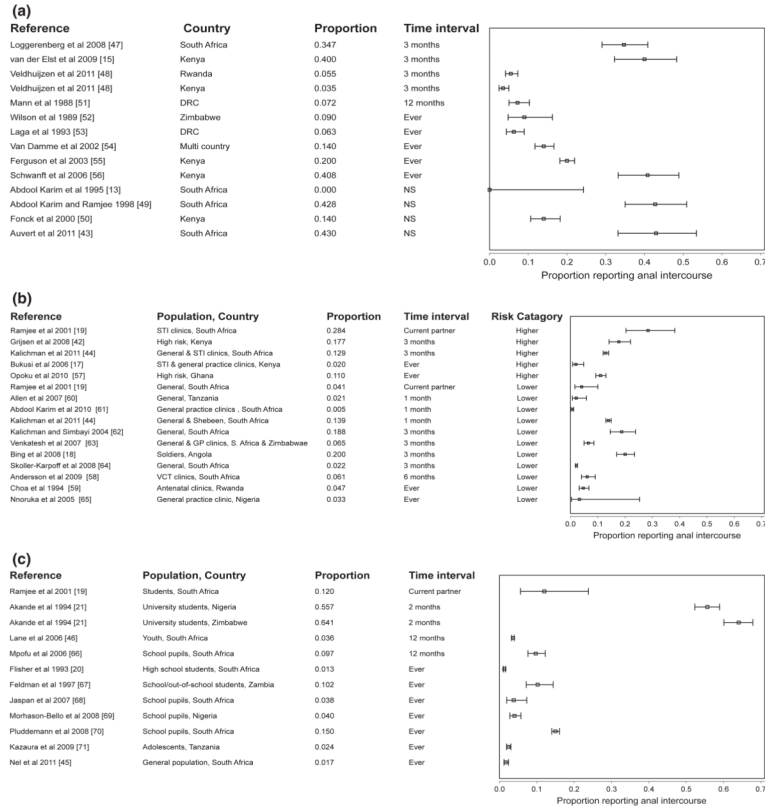 (a)
Reference Country Proportion Time interval
Loggerenberg et al 2008 [47] South Africa 0.347 3 months
van der Elst et al 2009 [15] Kenya 0.400 3 months
Veldhuijzen et al 2011 [48] Rwanda 0.055 3 months
Veldhuijzen et al 2011 [48] Kenya 0.035 3 months
Mann et al 1988 [51] DRC 0.072 12 months
Wilson et al 1989 [52] Zimbabwe 0.090 Ever
Laga et al 1993 [53] DRC 0.063 Ever
Van Damme et al 2002 [54] Multi country 0.140 Ever
Ferguson et al 2003 [55] Kenya 0.200 Ever
Schwanft et al 2006 [56] Kenya 0.408 Ever
Abdool Karim et al 1995 [13] South Africa 0.000 NS
Abdool Karim and Ramjee 1998 [49] South Africa 0.428 NS
Fonck et al 2000 [50] Kenya 0.140 NS
Auvert et al 2011 [43] South Africa 0.430 NS
0.0 0.1 0.2 0.3 0.4 0.5 0.6 0.7
Proportion reporting anal intercourse
(b)
Reference Population, Country Proportion Time interval Risk Catagory
Ramjee et al 2001 [19] STI clinics, South Africa 0.284 Current partner Higher
Grijsen et al 2008 [42] High risk, Kenya 0.177 3 months Higher
Kalichman et al 2011 [44] General & STI clinics, South Africa 0.129 3 months Higher
Bukusi et al 2006 [17] STI & general practice clinics, Kenya 0.020 Ever Higher
Opoku et al 2010 [57] High risk, Ghana 0.110 Ever Higher
Ramjee et al 2001 [19] General, South Africa 0.041 Current partner Lower
Allen et al 2007 [60] General, Tanzania 0.021 1 month Lower
Abdool Karim et al 2010 [61] General practice clinics , South Africa 0.005 1 month Lower
Kalichman et al 2011 [44] General & Shebeen, South Africa 0.139 1 month Lower
Kalichman and Simbayi 2004 [62] General, South Africa 0.188 3 months Lower
Venkatesh et al 2007 [63] General & GP clinics, S. Africa & Zimbabwae 0.065 3 months Lower
Bing et al 2008 [18] Soldiers, Angola 0.200 3 months Lower
Skoller-Karpoff et al 2008 [64] General, South Africa 0.022 3 months Lower
Andersson et al 2009 [58] VCT clinics, South Africa 0.061 6 months Lower
Choa et al 1994 [59] Antenatal clinics, Rwanda 0.047 Ever Lower
Nnoruka et al 2005 [65] General practice clinic, Nigeria 0.033 Ever Lower
0.0 0.1 0.2 0.3 0.4 0.5 0.6 0.7
Proportion reporting anal intercourse
(c)
Reference Population, Country Proportion Time interval
Ramjee et al 2001 [19] Students, South Africa 0.120 Current partner
Akande et al 1994 [21] University students, Nigeria 0.557 2 months
Akande et al 1994 [21] University students, Zimbabwe 0.641 2 months
Lane et al 2006 [46] Youth, South Africa 0.036 12 months
Mpofu et al 2006 [66] School pupils, South Africa 0.097 12 months
Flisher et al 1993 [20] High school students, South Africa 0.013 Ever
Feldman et al 1997 [67] School/out-of-school students, Zambia 0.102 Ever
Jaspan et al 2007 [68] School pupils, South Africa 0.038 Ever
Morhason-Bello et al 2008 [69] School pupils, Nigeria 0.040 Ever
Pluddemann et al 2008 [70] School pupils, South Africa 0.150 Ever
Kazaura et al 2009 [71] Adolescents, Tanzania 0.024 Ever
Nel et al 2011 [45] General population, South Africa 0.017 Ever
0.0 0.1 0.2 0.3 0.4 0.5 0.6 0.7
Proportion reporting anal intercourse